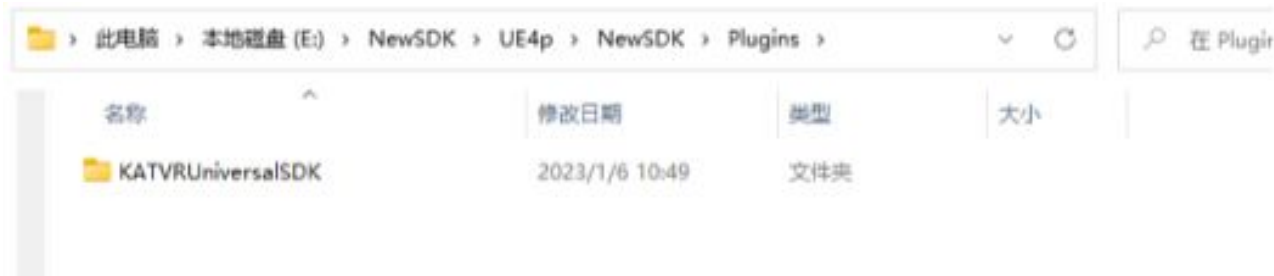 此电脑 › 本地磁盘 (E:) › NewSDK › UE4p › NewSDK › Plugins › 在 Plugin
名称 修改日期 类型 大小
KATVRUniversalSDK 2023/1/6 10:49 文件夹